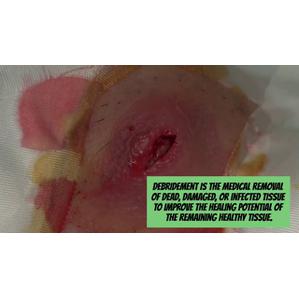 DEBRIDEMENT IS THE MEDICAL REMOVAL
OF DEAD, DAMAGED, OR INFECTED TISSUE
TO IMPROVE THE HEALING POTENTIAL OF
THE REMAINING HEALTHY TISSUE.